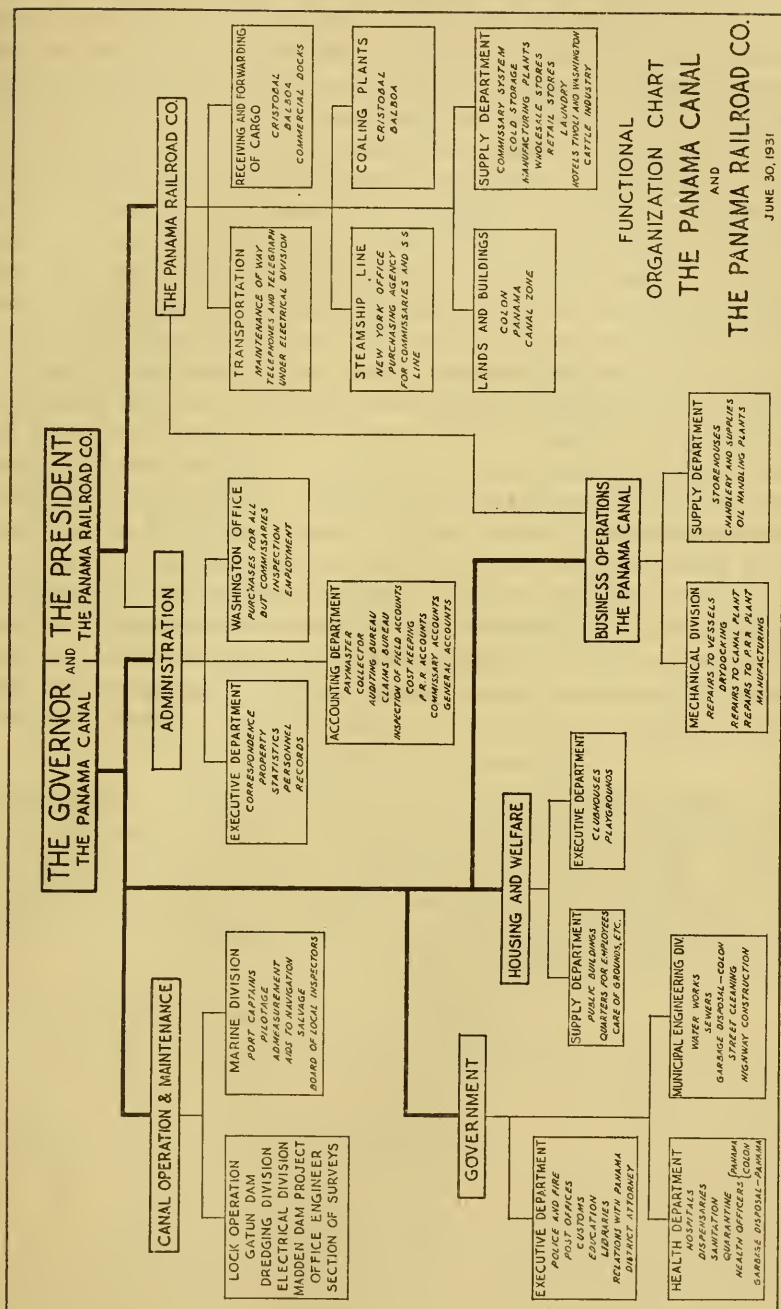 THE GOVERNOR AND THE PRESIDENT
THE PANAMA CANAL THE PANAMA RAILROAD CO.
CANAL OPERATION & MAINTENANCE
LOCK OPERATION
GATUN DAM
DREDGING DIVISION
ELECTRICAL DIVISION
MADDEN DAM PROJECT
OFFICE ENGINEER
SECTION OF SURVEYS
MARINE DIVISION
PORT CAPTAINS
PILOTAGE
ADMEASUREMENT
AIDS TO NAVIGATION
SALVAGE
BOARD OF LOCAL INSPECTORS
ADMINISTRATION
EXECUTIVE DEPARTMENT
CORRESPONDENCE
PROPERTY
STATISTICS
PERSONNEL
RECORDS
WASHINGTON OFFICE
PURCHASES FOR ALL
BUT COMMISSARIES
INSPECTION
EMPLOYMENT
ACCOUNTING DEPARTMENT
PAYMASTER
COLLECTOR
AUDITING BUREAU
CLAIMS BUREAU
INSPECTION OF FIELD ACCOUNTS
COST KEEPING
P.R.R ACCOUNTS
COMMISSARY ACCOUNTS
GENERAL ACCOUNTS
THE PANAMA RAILROAD CO.
TRANSPORTATION
MAINTENANCE OF WAY
TELEPHONES AND TELEGRAPH
UNDER ELECTRICAL DIVISION
RECEIVING AND FORWARDING
OF CARGO
CRISTOBAL
BALBOA
COMMERCIAL DOCKS
STEAMSHIP LINE
NEW YORK OFFICE
PURCHASING AGENCY
FOR COMMISSARIES AND S S
LINE
COALING PLANTS
CRISTOBAL
BALBOA
LANDS AND BUILDINGS
COLON
PANAMA
CANAL ZONE
SUPPLY DEPARTMENT
COMMISSARY SYSTEM
COLD STORAGE
MANUFACTURING PLANTS
WHOLESALE STORES
RETAIL STORES
LAUNDRY
HOTELS TIVOLI AND WASHINGTON
CATTLE INDUSTRY
GOVERNMENT
EXECUTIVE DEPARTMENT
POLICE AND FIRE
POST OFFICES
CUSTOMS
EDUCATION
LIBRARIES
RELATIONS WITH PANAMA
DISTRICT ATTORNEY
HEALTH DEPARTMENT
HOSPITALS
DISPENSARIES
SANITATION
QUARANTINE
HEALTH OFFICERS {PANAMA
{COLON
GARBAGE DISPOSAL—PANAMA
MUNICIPAL ENGINEERING DIV.
WATER WORKS
SEWERS
GARBAGE DISPOSAL—COLON
STREET CLEANING
HIGHWAY CONSTRUCTION
HOUSING AND WELFARE
SUPPLY DEPARTMENT
PUBLIC BUILDINGS
QUARTERS FOR EMPLOYEES
CARE OF GROUNDS, ETC.
EXECUTIVE DEPARTMENT
CLUBHOUSES
PLAYGROUNDS
BUSINESS OPERATIONS
THE PANAMA CANAL
MECHANICAL DIVISION
REPAIRS TO VESSELS
DRYDOCKING
REPAIRS TO CANAL PLANT
REPAIRS TO P.R.R PLANT
MANUFACTURING
SUPPLY DEPARTMENT
STOREHOUSES
CHANDLERY AND SUPPLIES
OIL HANDLING PLANTS
FUNCTIONAL
ORGANIZATION CHART
THE PANAMA CANAL
AND
THE PANAMA RAILROAD CO.
JUNE 30, 1931